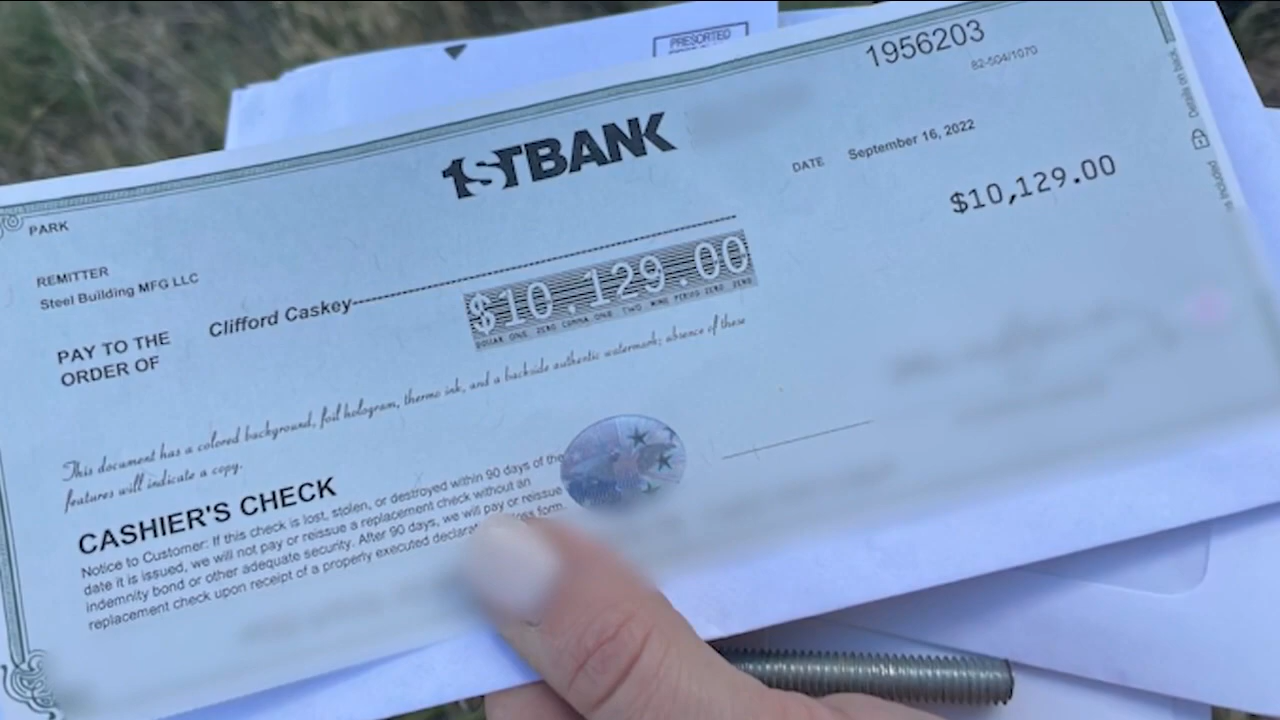 PRESORTED
1956203
82-504/1070
1STBANK
DATE September 16, 2022
$10,129.00
PARK
REMITTER
Steel Building MFG LLC
PAY TO THE
ORDER OF
Clifford Caskey
$10,129.00
DOLLAR ONE ZERO COMMA ONE TWO NINE PERIOD ZERO ZERO
This document has a colored background, foil hologram, thermo ink, and a backside authentic watermark; absence of these
features will indicate a copy.
CASHIER'S CHECK
Notice to Customer: If this check is lost, stolen, or destroyed within 90 days of the
date it is issued, we will not pay or reissue a replacement check without an
indemnity bond or other adequate security. After 90 days, we will pay or reissue
replacement check upon receipt of a properly executed form.
Details on